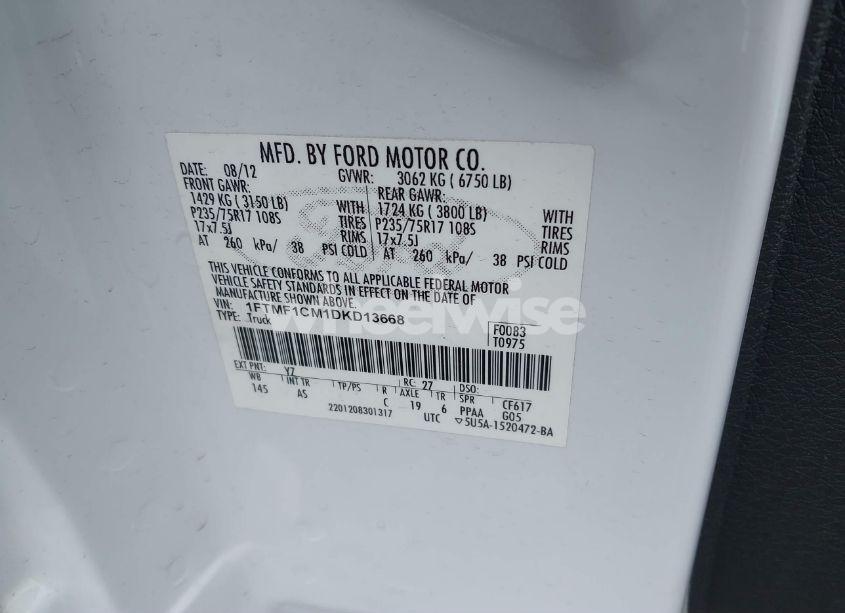 MFD. BY FORD MOTOR CO.
DATE: 08/12 GVWR: 3062 KG ( 6750 LB)
FRONT GAWR: REAR GAWR:
1429 KG ( 3150 LB) WITH 1724 KG ( 3800 LB) WITH
P235/75R17 108S TIRES P235/75R17 108S TIRES
17x7.5J RIMS 17x7.5J RIMS
AT 260 kPa/ 38 PSI COLD AT 260 kPa/ 38 PSI COLD
THIS VEHICLE CONFORMS TO ALL APPLICABLE FEDERAL MOTOR
VEHICLE SAFETY STANDARDS IN EFFECT ON THE DATE OF
MANUFACTURE SHOWN ABOVE.
VIN: 1FTMF1CM1DKD13668
TYPE: Truck
F0083
T0975
wheelwise
EXT PNT: YZ RC: 27 DSO:
WB INT TR TP/PS R AXLE TR SPR CF617
145 AS C 19 6 PPAA G05
2201208301317 UTC ▽5U5A-1520472-BA